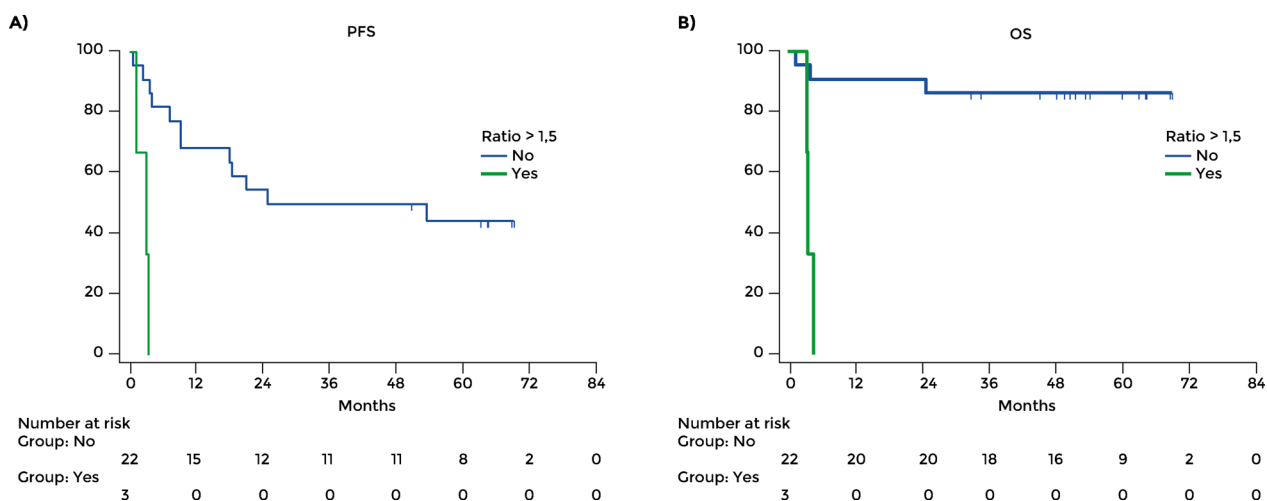 A)
PFS
100
80
60
40
20
0
0 12 24 36 48 60 72 84
Months
Ratio > 1,5
No
Yes
Number at risk
Group: No
22 15 12 11 11 8 2 0
Group: Yes
3 0 0 0 0 0 0 0
B)
OS
100
80
60
40
20
0
0 12 24 36 48 60 72 84
Months
Ratio > 1,5
No
Yes
Number at risk
Group: No
22 20 20 18 16 9 2 0
Group: Yes
3 0 0 0 0 0 0 0